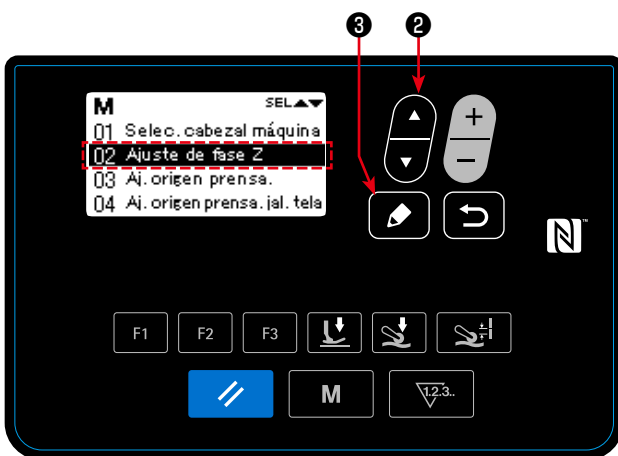 ❸ ❷
M SEL▲▼
01 Selec.cabezal máquina
02 Ajuste de fase Z
03 Aj.origen prensa.
04 Aj.origen prensa.jal.tela
+
−
N™
F1 F2 F3
M 1.2.3..